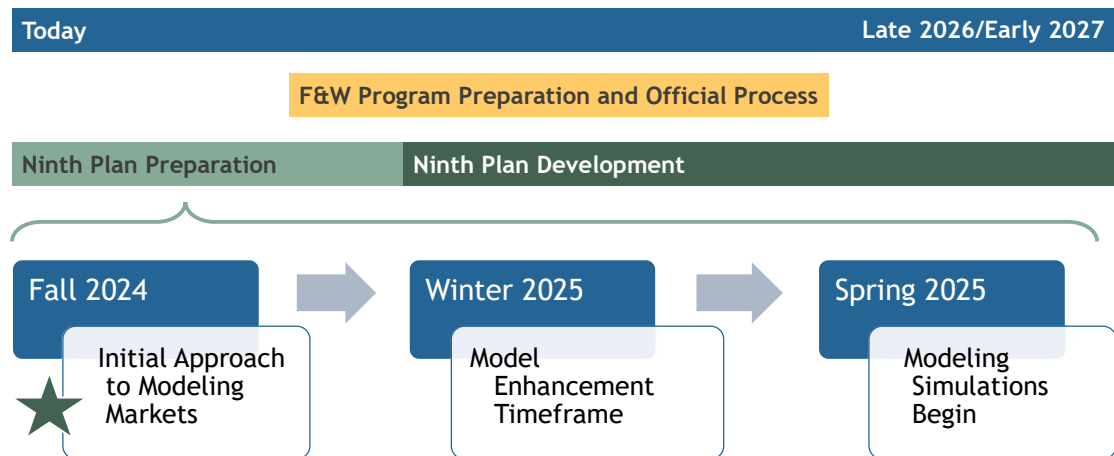 Today
Late 2026/Early 2027
F&W Program Preparation and Official Process
Ninth Plan Preparation
Ninth Plan Development
Fall 2024
Initial Approach
to Modeling
Markets
Winter 2025
Model
Enhancement
Timeframe
Spring 2025
Modeling
Simulations
Begin